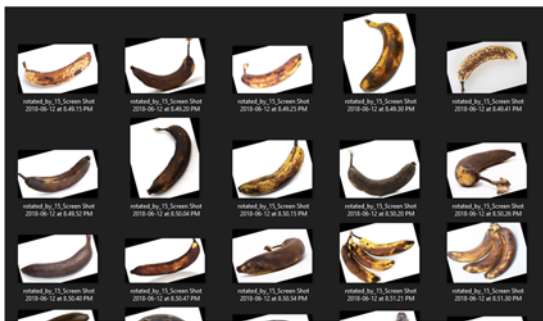 rotated_by_15_Screen Shot
2018-06-12 at 8.49.15 PM
rotated_by_15_Screen Shot
2018-06-12 at 8.49.20 PM
rotated_by_15_Screen Shot
2018-06-12 at 8.49.25 PM
rotated_by_15_Screen Shot
2018-06-12 at 8.49.30 PM
rotated_by_15_Screen Shot
2018-06-12 at 8.49.41 PM
rotated_by_15_Screen Shot
2018-06-12 at 8.49.52 PM
rotated_by_15_Screen Shot
2018-06-12 at 8.50.04 PM
rotated_by_15_Screen Shot
2018-06-12 at 8.50.15 PM
rotated_by_15_Screen Shot
2018-06-12 at 8.50.20 PM
rotated_by_15_Screen Shot
2018-06-12 at 8.50.26 PM
rotated_by_15_Screen Shot
2018-06-12 at 8.50.40 PM
rotated_by_15_Screen Shot
2018-06-12 at 8.50.47 PM
rotated_by_15_Screen Shot
2018-06-12 at 8.50.54 PM
rotated_by_15_Screen Shot
2018-06-12 at 8.51.21 PM
rotated_by_15_Screen Shot
2018-06-12 at 8.51.30 PM